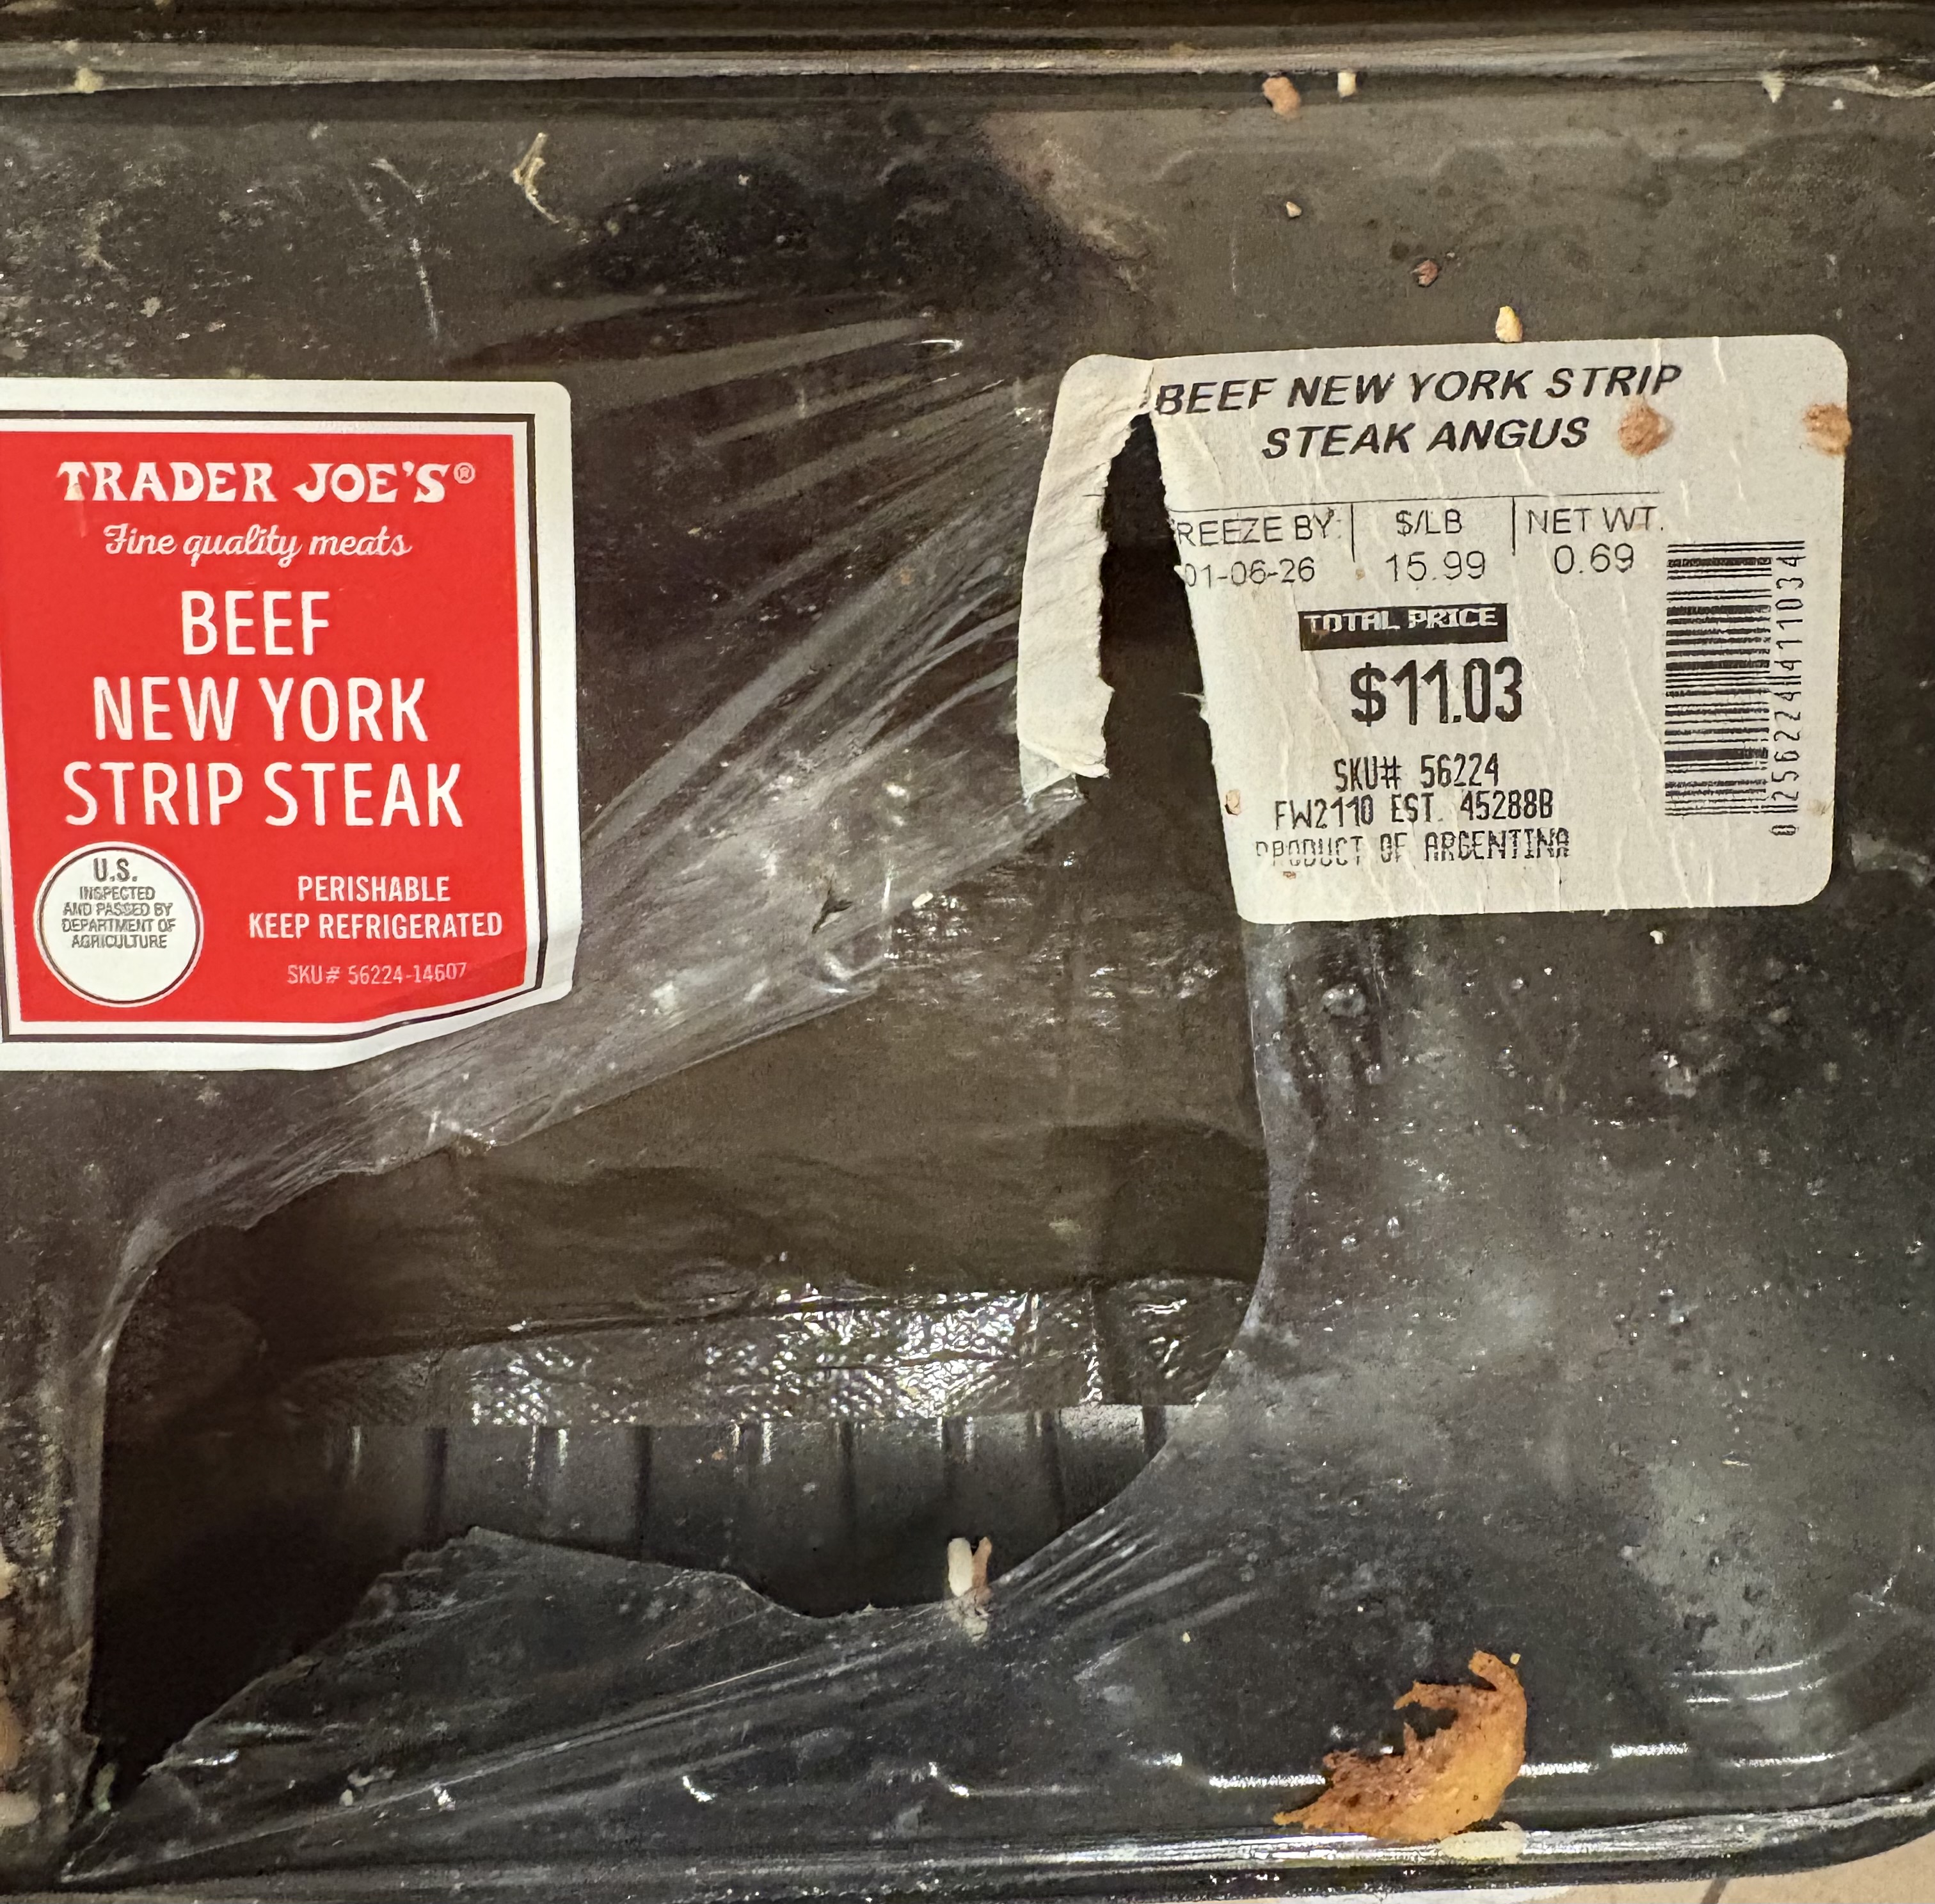 TRADER JOE'S®
Fine quality meats
BEEF
NEW YORK
STRIP STEAK
U.S.
INSPECTED
AND PASSED BY
DEPARTMENT OF
AGRICULTURE
PERISHABLE
KEEP REFRIGERATED
SKU# 56224-14607
BEEF NEW YORK STRIP
STEAK ANGUS
REEZE BY: $/LB NET WT.
01-06-26 15.99 0.69
TOTAL PRICE
$11.03
SKU# 56224
FW2110 EST. 45288B
PRODUCT OF ARGENTINA
0 256224 411034